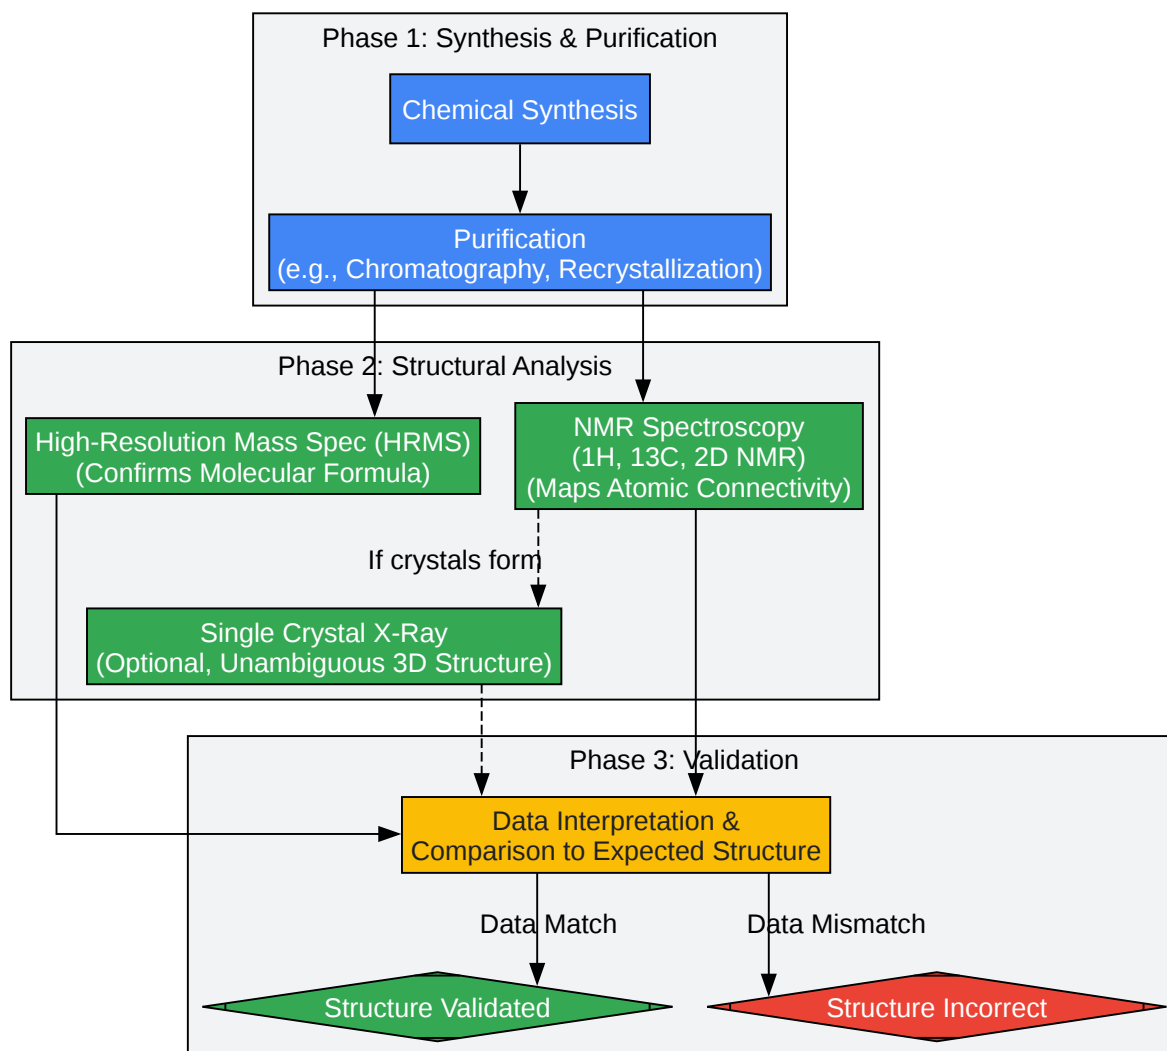 Phase 1: Synthesis & Purification
Chemical Synthesis
Purification
(e.g., Chromatography, Recrystallization)
Phase 2: Structural Analysis
High-Resolution Mass Spec (HRMS)
(Confirms Molecular Formula)
NMR Spectroscopy
(1H, 13C, 2D NMR)
(Maps Atomic Connectivity)
If crystals form
Single Crystal X-Ray
(Optional, Unambiguous 3D Structure)
Phase 3: Validation
Data Interpretation &
Comparison to Expected Structure
Data Match
Data Mismatch
Structure Validated
Structure Incorrect